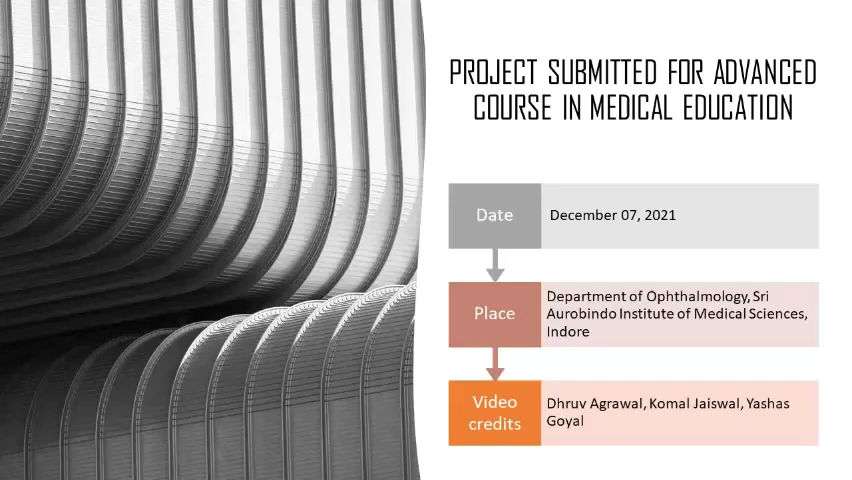 PROJECT SUBMITTED FOR ADVANCED
COURSE IN MEDICAL EDUCATION
Date
December 07, 2021
Place
Department of Ophthalmology, Sri
Aurobindo Institute of Medical Sciences,
Indore
Video
credits
Dhruv Agrawal, Komal Jaiswal, Yashas
Goyal